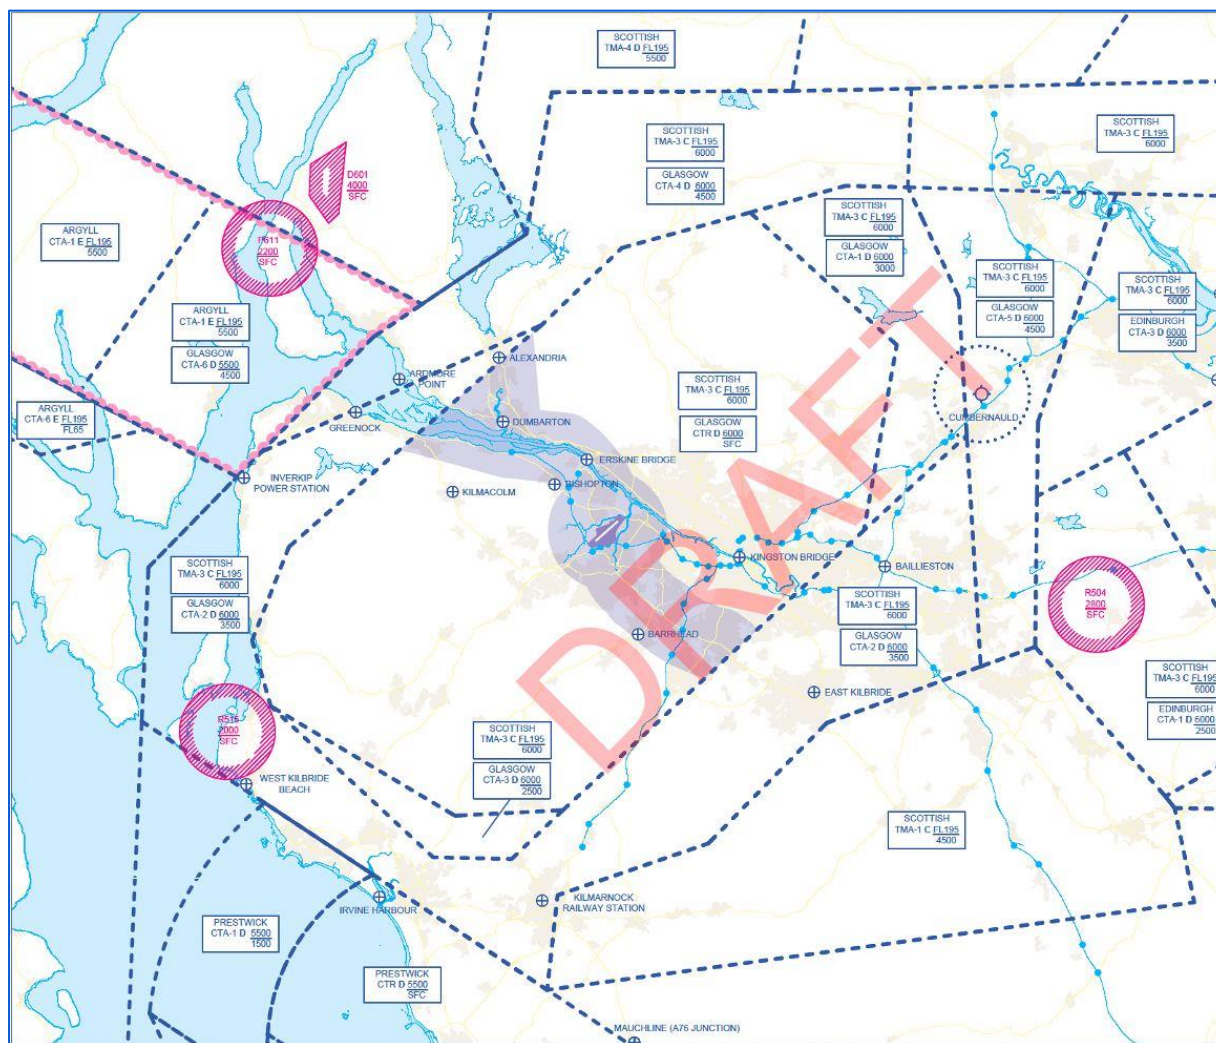 SCOTTISH
TMA-4 D FL195
5500
SCOTTISH
TMA-3 C FL195
6000
GLASGOW
CTA-4 D 6000
4500
SCOTTISH
TMA-3 C FL195
6000
D601
4000
SFC
SCOTTISH
TMA-3 C FL195
6000
GLASGOW
CTA-1 D 6000
3000
ARGYLL
CTA-1 E FL195
5500
R611
2200
SFC
SCOTTISH
TMA-3 C FL195
6000
GLASGOW
CTA-5 D 6000
4500
SCOTTISH
TMA-3 C FL195
6000
EDINBURGH
CTA-3 D 6000
3500
ARGYLL
CTA-1 E FL195
5500
GLASGOW
CTA-6 D 5500
4500
ALEXANDRIA
ARDMORE
POINT
SCOTTISH
TMA-3 C FL195
6000
GLASGOW
CTR D 6000
SFC
ARGYLL
CTA-6 E FL195
FL65
GREENOCK
DUMBARTON
CUMBERNAULD
ERSKINE BRIDGE
INVERKIP
POWER STATION
BISHOPTON
KILMACOLM
DRAFT
KINGSTON BRIDGE
BAILLIESTON
SCOTTISH
TMA-3 C FL195
6000
GLASGOW
CTA-2 D 6000
3500
SCOTTISH
TMA-3 C FL195
6000
GLASGOW
CTA-2 D 6000
3500
R504
2800
SFC
BARRHEAD
EAST KILBRIDE
SCOTTISH
TMA-3 C FL195
6000
EDINBURGH
CTA-1 D 6000
2500
2000
SFC
SCOTTISH
TMA-3 C FL195
6000
GLASGOW
CTA-3 D 6000
2500
WEST KILBRIDE
BEACH
SCOTTISH
TMA-1 C FL195
4500
IRVINE HARBOUR
KILMARNOCK
RAILWAY STATION
PRESTWICK
CTA-1 D 5500
1500
PRESTWICK
CTR D 5500
SFC
MAUCHLINE (A76 JUNCTION)